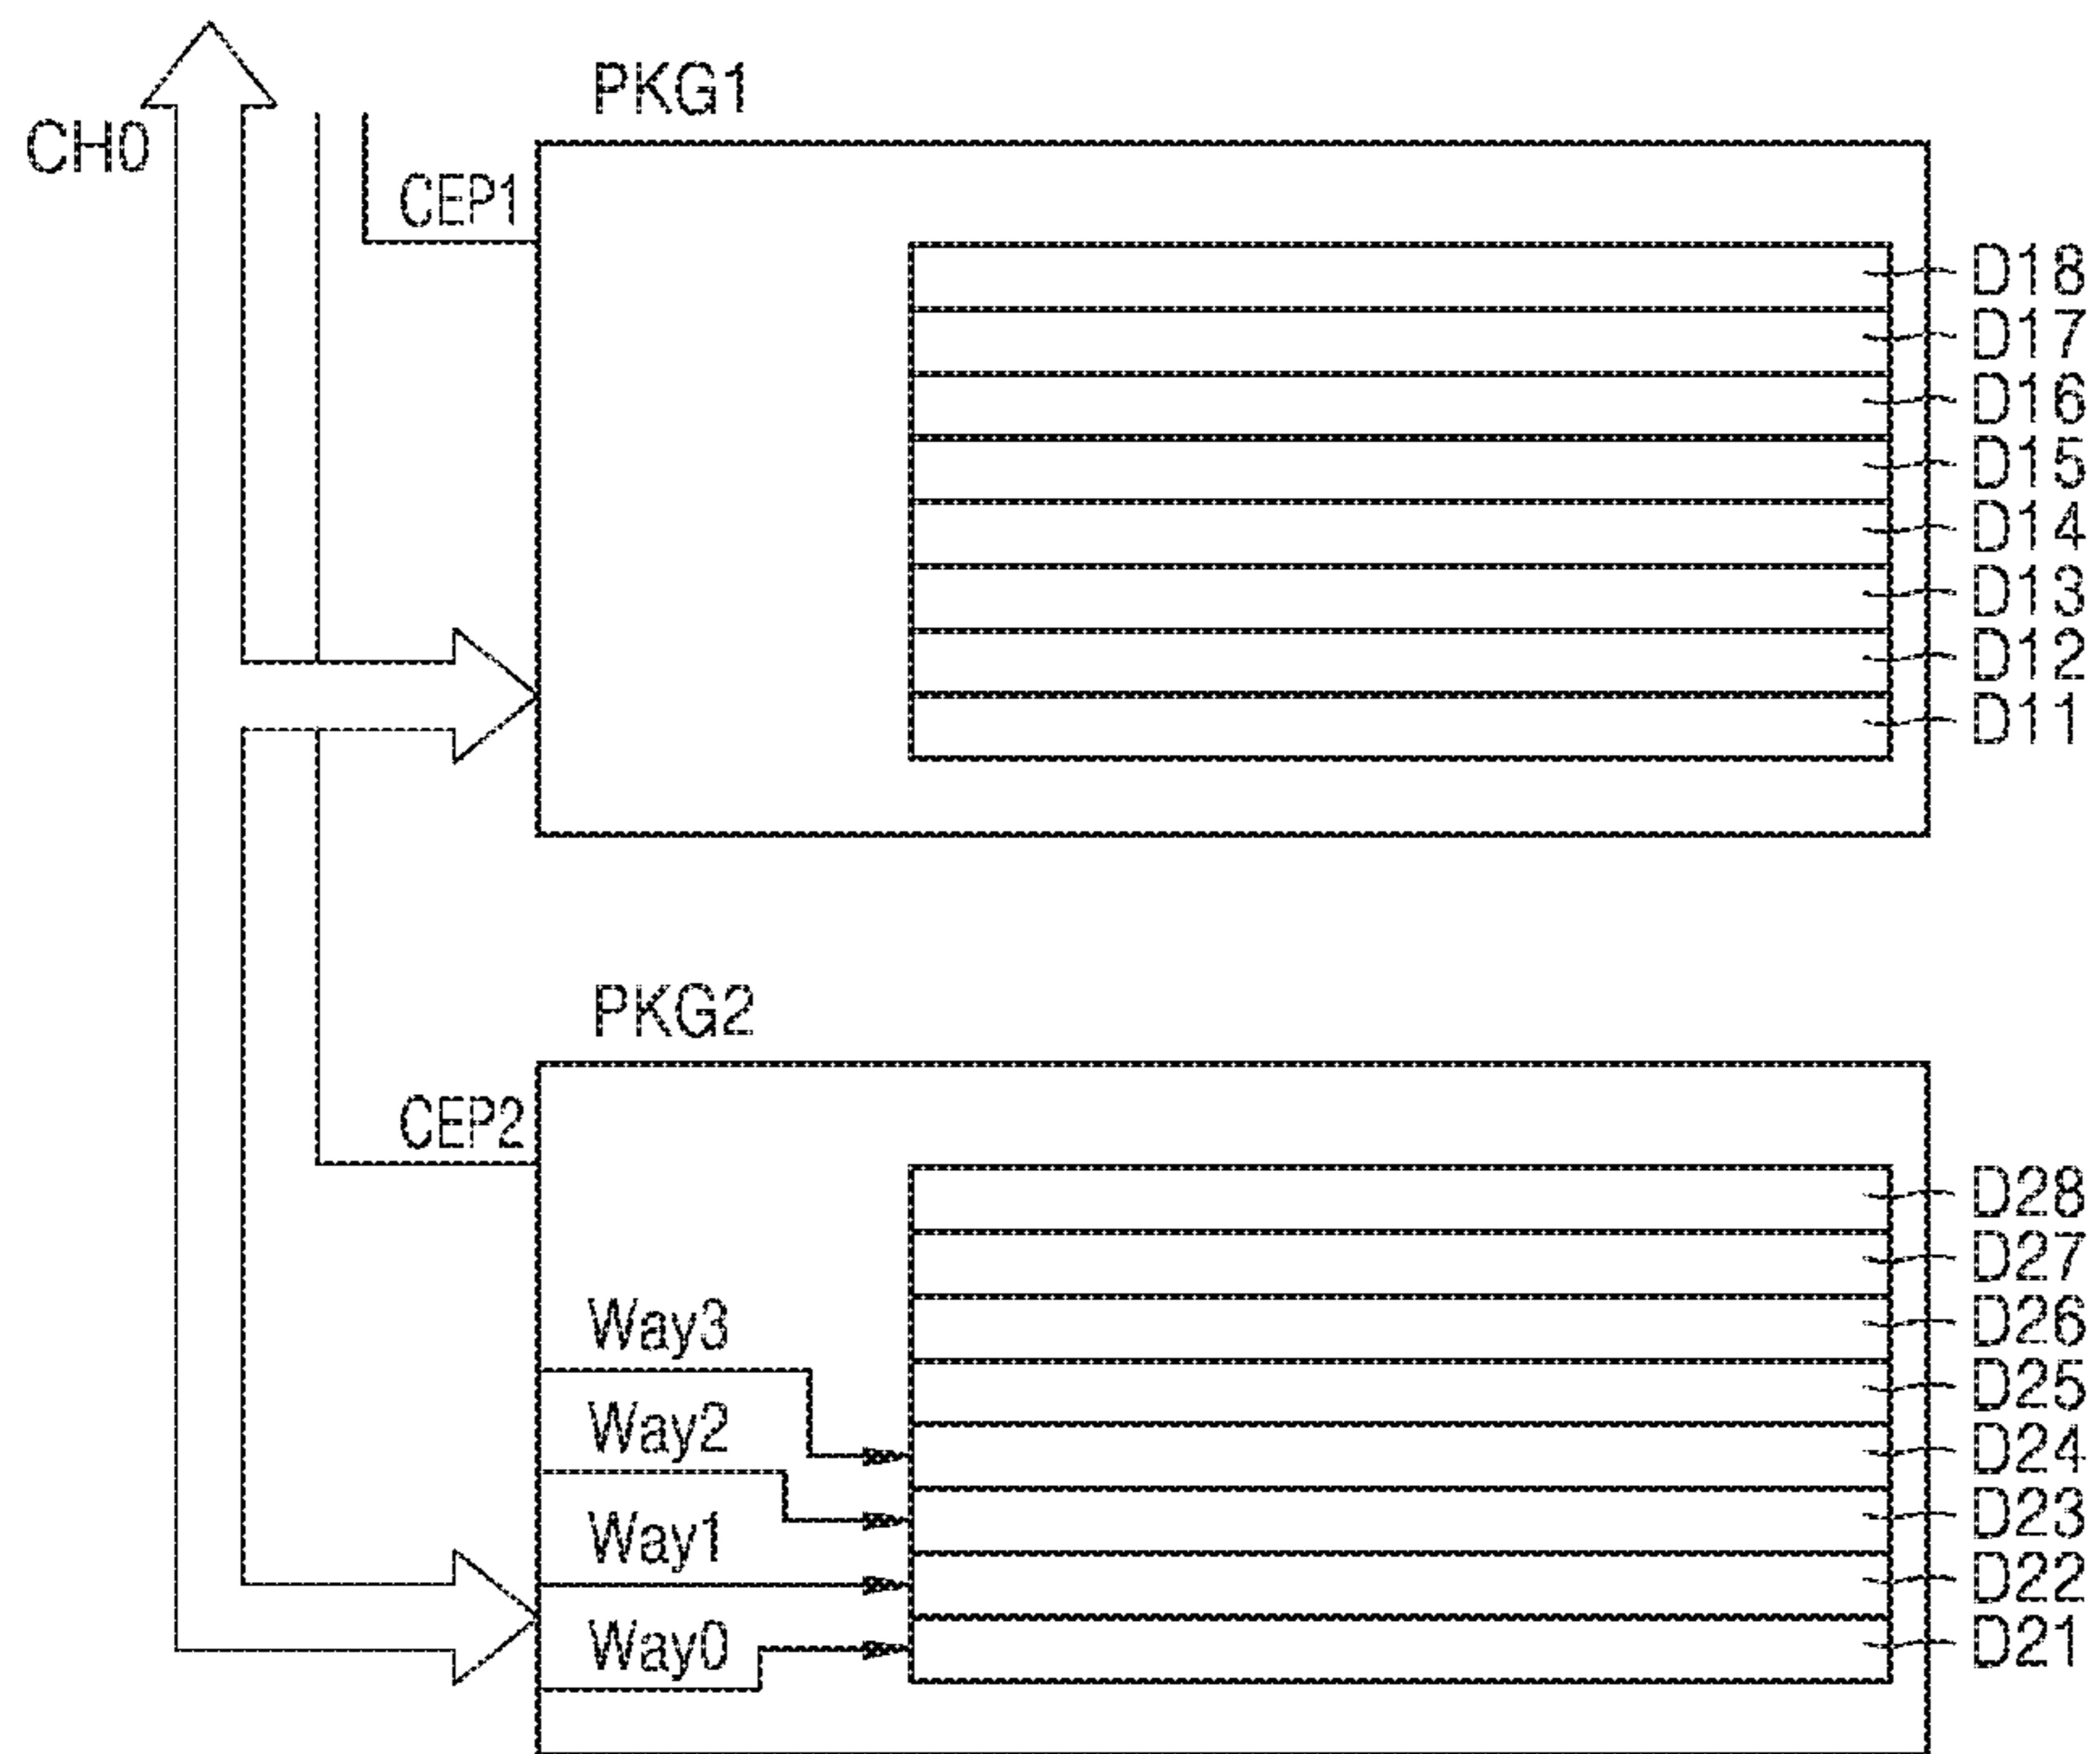 PKG1
CH0
CEP1
D18
D17
D16
D15
D14
D13
D12
D11
PKG2
CEP2
D28
D27
D26
D25
D24
D23
D22
D21
Way3
Way2
Way1
Way0